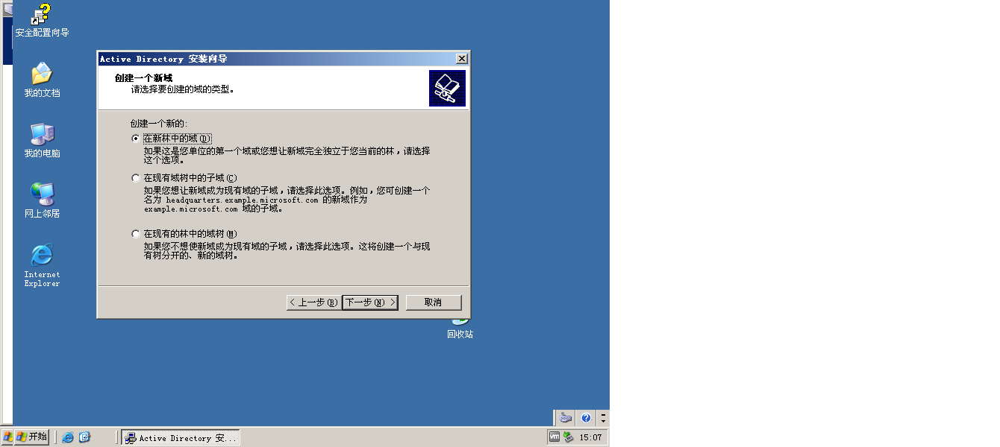 安全配置向导
我的文档
我的电脑
网上邻居
Internet
Explorer
Active Directory 安装向导
创建一个新域
请选择要创建的域的类型。
创建一个新的:
在新林中的域(D)
如果这是您单位的第一个域或您想让新域完全独立于您当前的林，请选择
这个选项。
在现有域树中的子域(C)
如果您想让新域成为现有域的子域，请选择此选项。例如，您可创建一个
名为 headquarters.example.microsoft.com 的新域作为
example.microsoft.com 域的子域。
在现有的林中的域树(M)
如果您不想使新域成为现有域的子域，请选择此选项。这将创建一个与现
有树分开的、新的域树。
< 上一步(B)
下一步(N) >
取消
回收站
开始
Active Directory 安...
vm
15:07